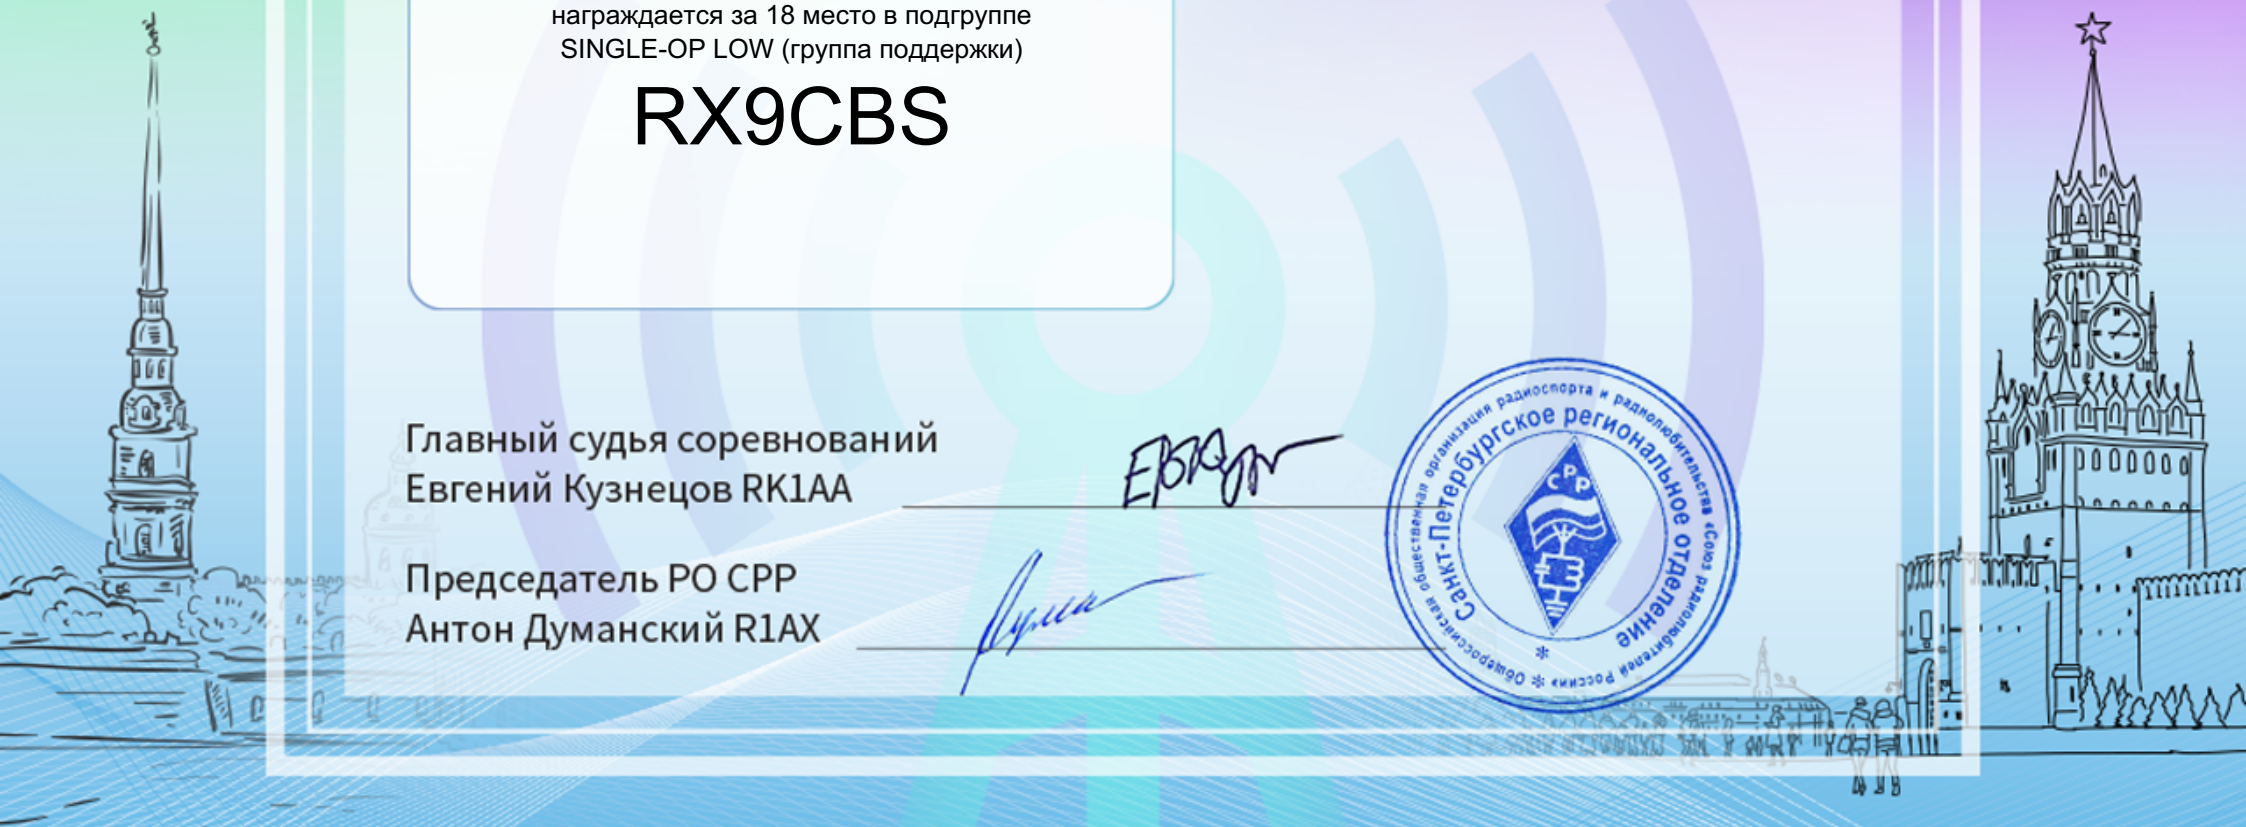 награждается за 18 место в подгруппе
SINGLE-OP LOW (группа поддержки)
RX9CBS
Главный судья соревнований
Евгений Кузнецов RK1AA
Председатель РО СРР
Антон Думанский R1AX
Общероссийская общественная организация радиоспорта и радиолюбительства «Союз радиолюбителей России»
Санкт-Петербургское региональное отделение
СРР